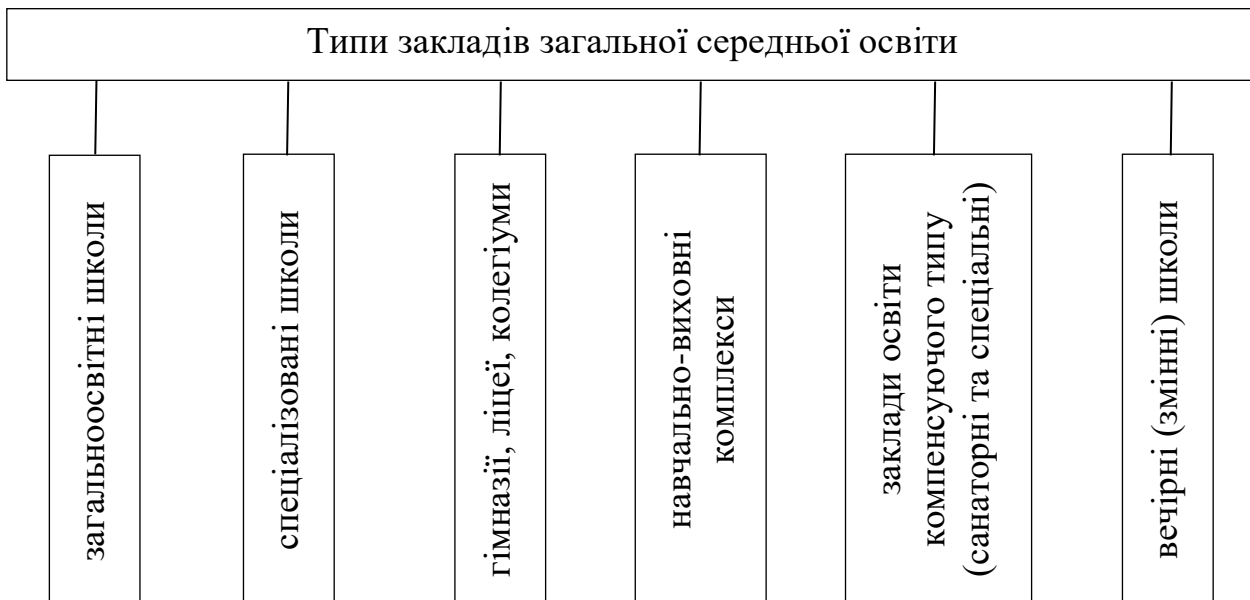 Типи закладів загальної середньої освіти
загальноосвітні школи
спеціалізовані школи
гімназії, ліцеї, колегіуми
навчально-виховні
комплекси
заклади освіти
компенсуючого типу
(санаторні та спеціальні)
вечірні (змінні) школи